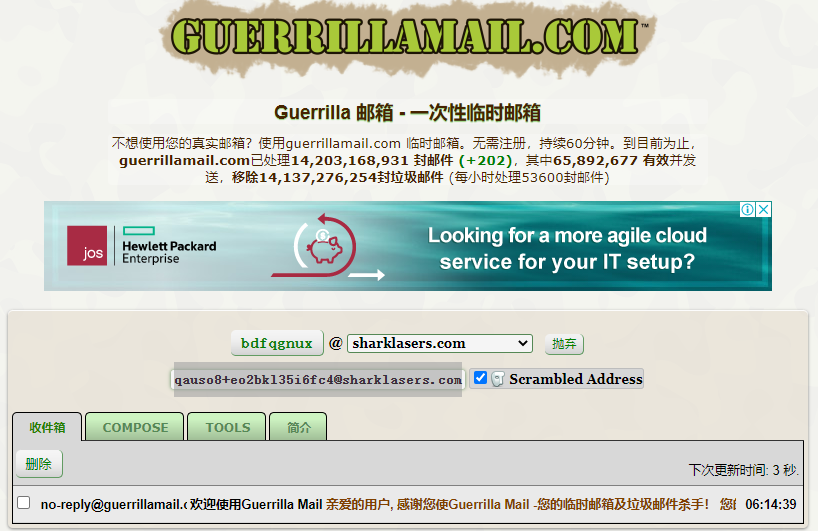 GUERRILLAMAIL.COM™
Guerrilla 邮箱 - 一次性临时邮箱
不想使用您的真实邮箱？使用guerrillamail.com 临时邮箱。无需注册，持续60分钟。到目前为止，
guerrillamail.com已处理14,203,168,931 封邮件 (+202)，其中65,892,677 有效并发
送，移除14,137,276,254封垃圾邮件 (每小时处理53600封邮件)
jos
Hewlett Packard
Enterprise
Looking for a more agile cloud
service for your IT setup?
bdfqgnux @ sharklasers.com 抛弃
qauso8+eo2bkl35i6fc4@sharklasers.com Scrambled Address
收件箱 COMPOSE TOOLS 简介
删除
下次更新时间: 3 秒.
no-reply@guerrillamail.c 欢迎使用Guerrilla Mail 亲爱的用户, 感谢您使Guerrilla Mail -您的临时邮箱及垃圾邮件杀手！ 您 06:14:39